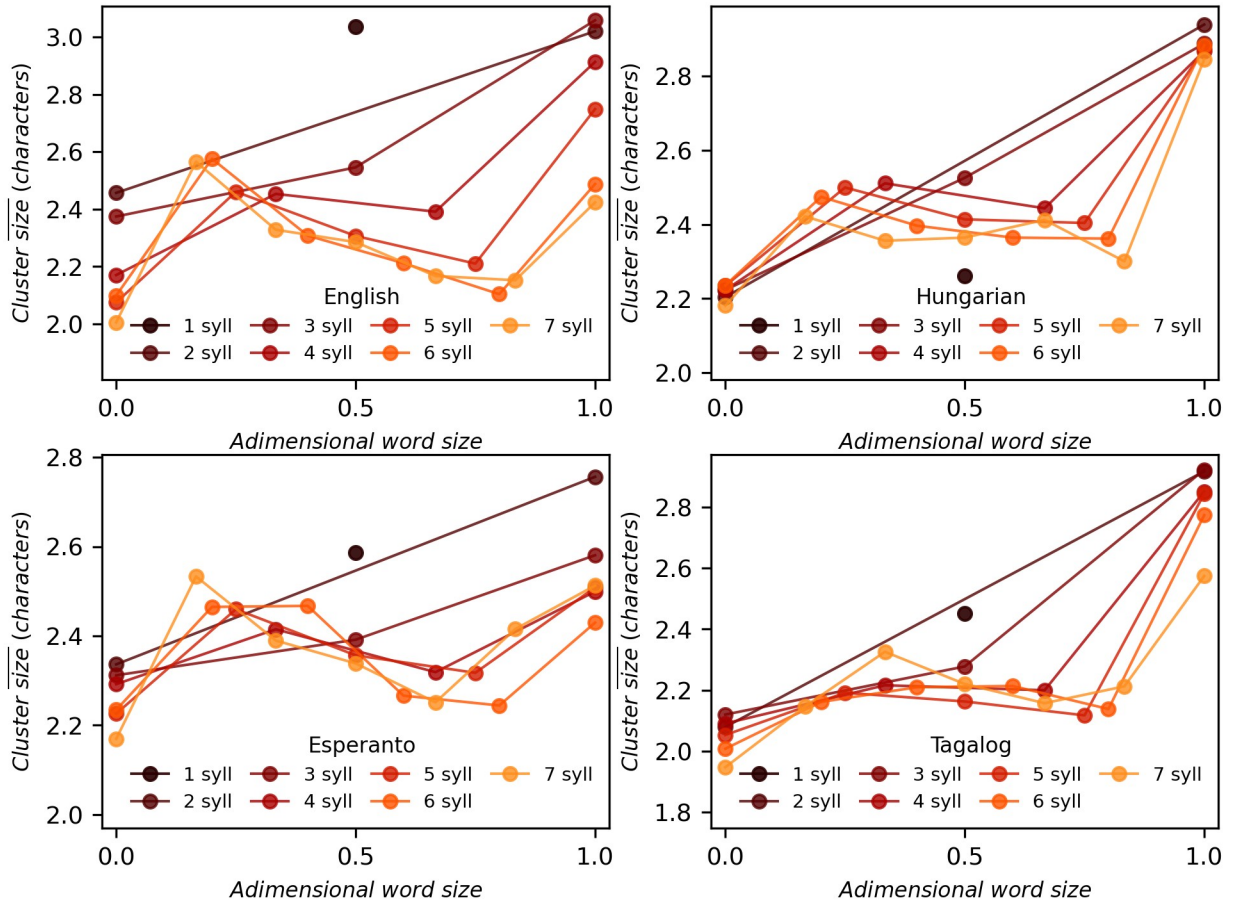 3.0
2.8
2.6
2.4
2.2
2.0
Cluster size (characters)
English
1 syll 3 syll 5 syll 7 syll
2 syll 4 syll 6 syll
0.0 0.5 1.0
Adimensional word size
2.8
2.6
2.4
2.2
2.0
Cluster size (characters)
Hungarian
1 syll 3 syll 5 syll 7 syll
2 syll 4 syll 6 syll
0.0 0.5 1.0
Adimensional word size
2.8
2.6
2.4
2.2
2.0
Cluster size (characters)
Esperanto
1 syll 3 syll 5 syll 7 syll
2 syll 4 syll 6 syll
0.0 0.5 1.0
Adimensional word size
2.8
2.6
2.4
2.2
2.0
1.8
Cluster size (characters)
Tagalog
1 syll 3 syll 5 syll 7 syll
2 syll 4 syll 6 syll
0.0 0.5 1.0
Adimensional word size